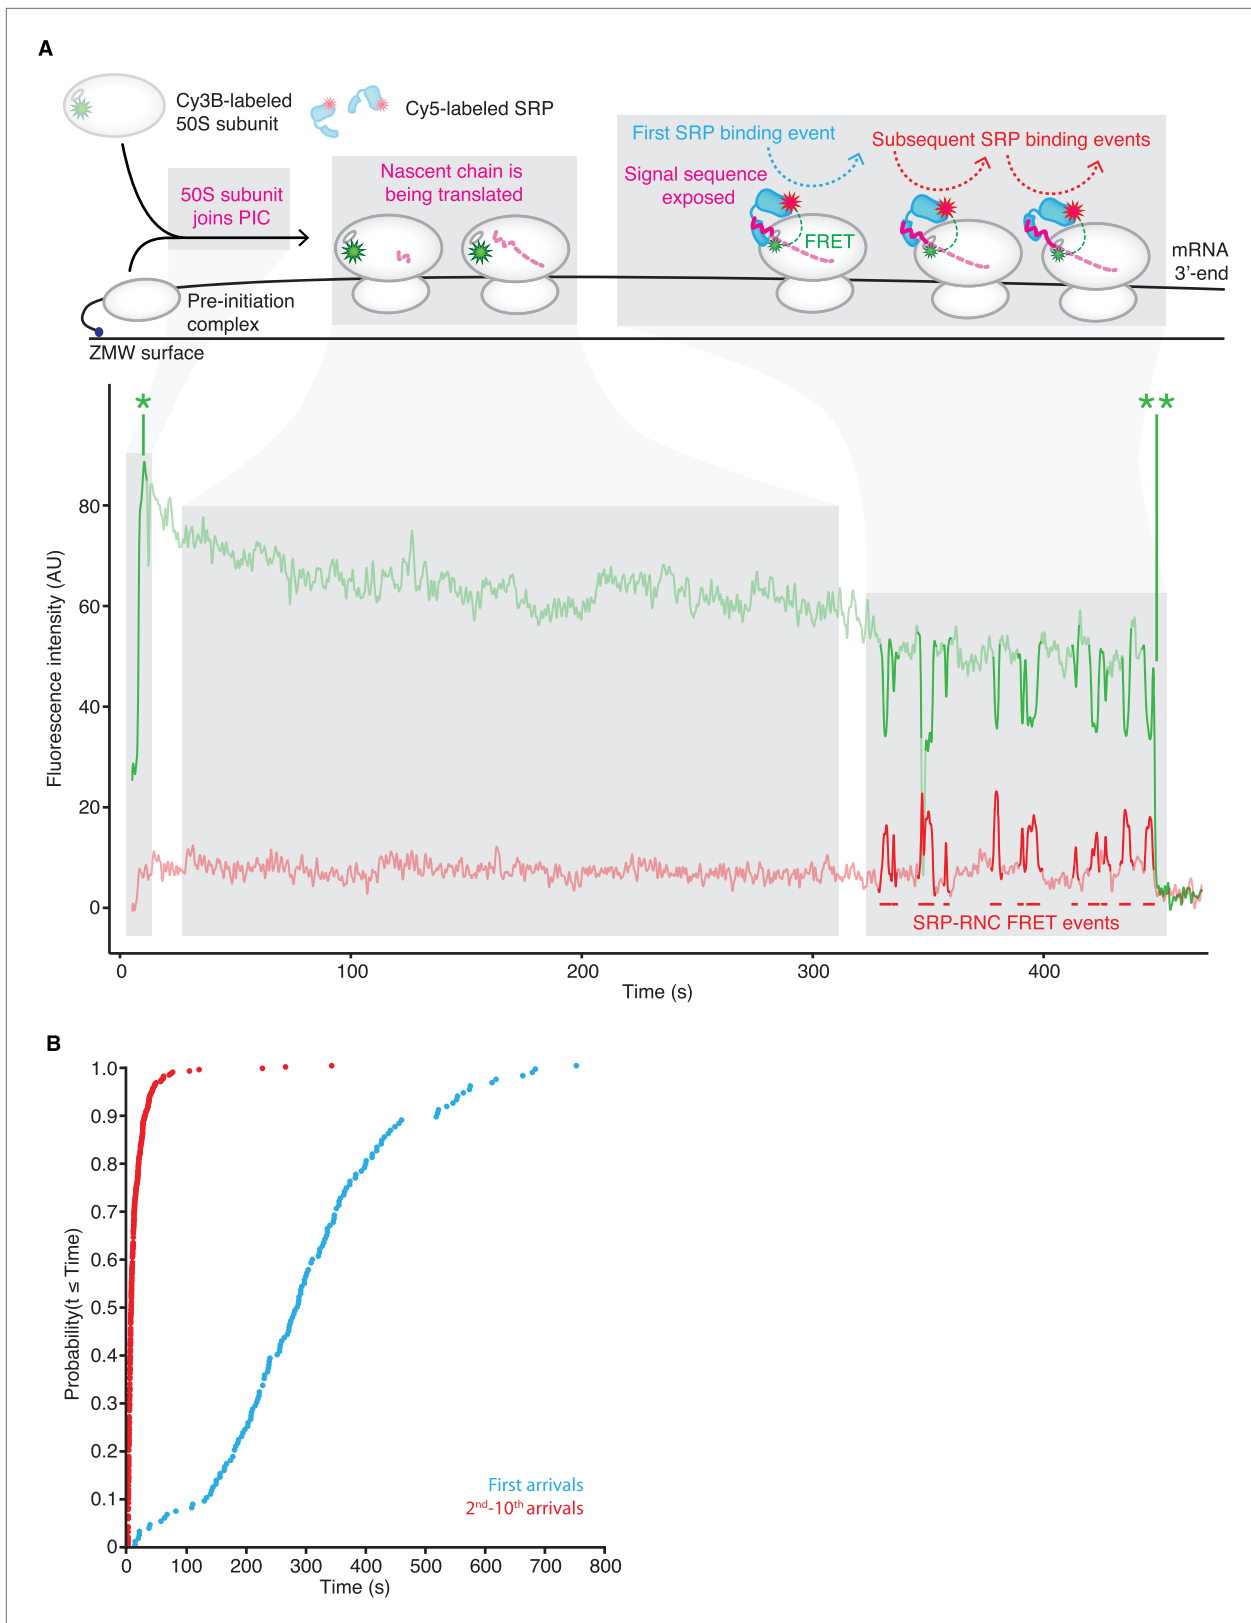 A
Cy3B-labeled
50S subunit
Cy5-labeled SRP
50S subunit
joins PIC
Nascent chain is
being translated
First SRP binding event
Subsequent SRP binding events
Signal sequence
exposed
FRET
mRNA
3'-end
Pre-initiation
complex
ZMW surface
*
**
Fluorescence intensity (AU)
80
60
40
20
0
SRP-RNC FRET events
0
100
200
300
400
Time (s)
B
Probability(t ≤ Time)
1.0
0.9
0.8
0.7
0.6
0.5
0.4
0.3
0.2
0.1
0
First arrivals
2nd-10th arrivals
0
100
200
300
400
500
600
700
800
Time (s)